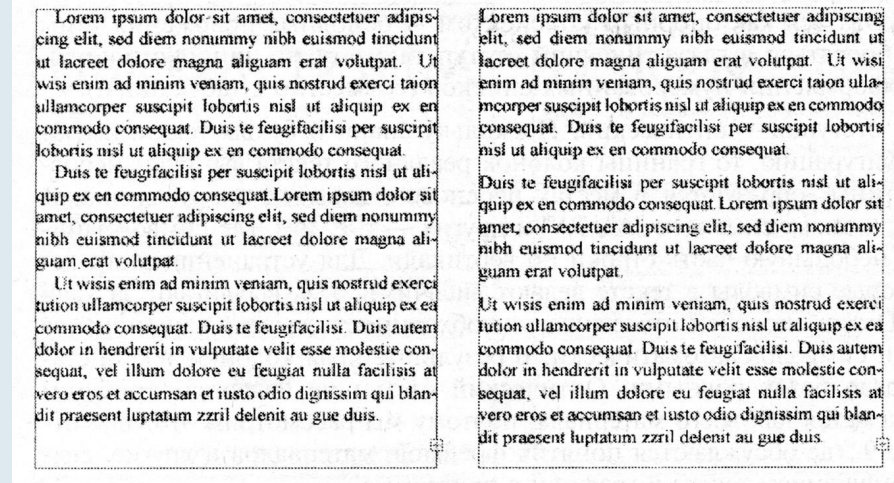 Lorem ipsum dolor sit amet, consectetuer adipis-
cing elit, sed diem nonummy nibh euismod tincidunt
ut lacreet dolore magna aliguam erat volutpat. Ut
wisi enim ad minim veniam, quis nostrud exerci taion
ullamcorper suscipit lobortis nisl ut aliquip ex en
commodo consequat. Duis te feugifacilisi per suscipit
lobortis nisl ut aliquip ex en commodo consequat.
Duis te feugifacilisi per suscipit lobortis nisl ut ali-
quip ex en commodo consequat.Lorem ipsum dolor sit
amet, consectetuer adipiscing elit, sed diem nonummy
nibh euismod tincidunt ut lacreet dolore magna ali-
guam erat volutpat.
Ut wisis enim ad minim veniam, quis nostrud exerci
tution ullamcorper suscipit lobortis nisl ut aliquip ex ea
commodo consequat. Duis te feugifacilisi. Duis autem
dolor in hendrerit in vulputate velit esse molestie con-
sequat, vel illum dolore eu feugiat nulla facilisis at
vero eros et accumsan et iusto odio dignissim qui blan-
dit praesent luptatum zzril delenit au gue duis.
Lorem ipsum dolor sit amet, consectetuer adipiscing
elit, sed diem nonummy nibh euismod tincidunt ut
lacreet dolore magna aliguam erat volutpat. Ut wisi
enim ad minim veniam, quis nostrud exerci taion ulla-
mcorper suscipit lobortis nisl ut aliquip ex en commodo
consequat. Duis te feugifacilisi per suscipit lobortis
nisl ut aliquip ex en commodo consequat.
Duis te feugifacilisi per suscipit lobortis nisl ut ali-
quip ex en commodo consequat.Lorem ipsum dolor sit
amet, consectetuer adipiscing elit, sed diem nonummy
nibh euismod tincidunt ut lacreet dolore magna ali-
guam erat volutpat.
Ut wisis enim ad minim veniam, quis nostrud exerci
tution ullamcorper suscipit lobortis nisl ut aliquip ex ea
commodo consequat. Duis te feugifacilisi. Duis autem
dolor in hendrerit in vulputate velit esse molestie con-
sequat, vel illum dolore eu feugiat nulla facilisis at
vero eros et accumsan et iusto odio dignissim qui blan-
dit praesent luptatum zzril delenit au gue duis.